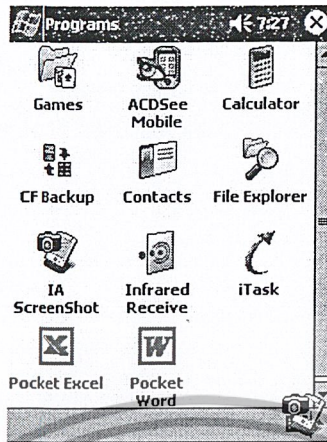 Programs 7:27
Games ACDSee Mobile Calculator
CF Backup Contacts File Explorer
IA ScreenShot Infrared Receive iTask
Pocket Excel Pocket Word